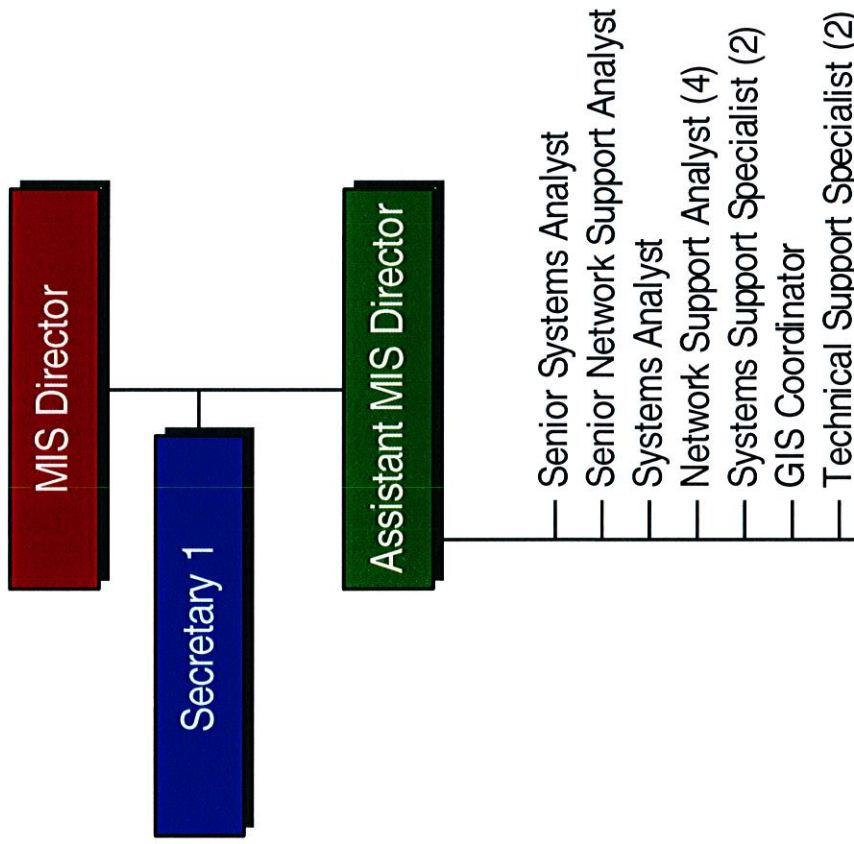 MIS Director
Secretary 1
Assistant MIS Director
Senior Systems Analyst
Senior Network Support Analyst
Systems Analyst
Network Support Analyst (4)
Systems Support Specialist (2)
GIS Coordinator
Technical Support Specialist (2)